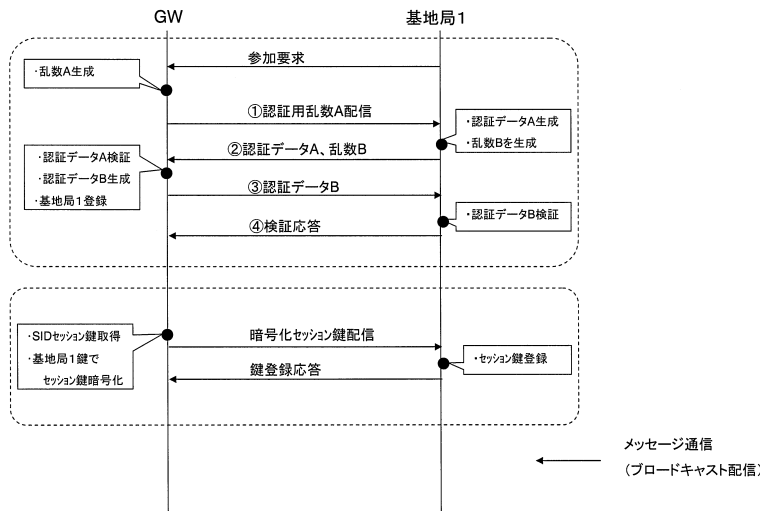 GW
基地局1
参加要求
・乱数A生成
①認証用乱数A配信
・認証データA生成
・乱数Bを生成
②認証データA、乱数B
・認証データA検証
・認証データB生成
・基地局1登録
③認証データB
・認証データB検証
④検証応答
・SIDセッション鍵取得
・基地局1鍵で
セッション鍵暗号化
暗号化セッション鍵配信
・セッション鍵登録
鍵登録応答
メッセージ通信
(ブロードキャスト配信)